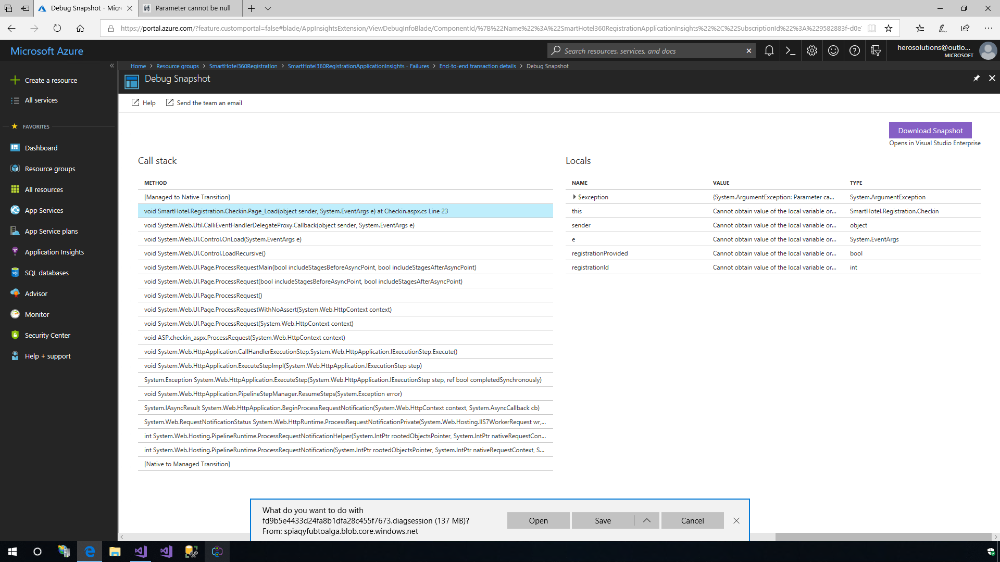 Debug Snapshot - Micr
Parameter cannot be null
https://portal.azure.com/?feature.customportal=false#blade/AppInsightsExtension/ViewDebugInfoBlade/ComponentId/%7B%22Name%22%3A%22SmartHotel360RegistrationApplicationInsights%22%2C%22SubscriptionId%22%3A%229582883f-d0e
Microsoft Azure
Search resources, services, and docs
herosolutions@outlo...
MICROSOFT
Home > Resource groups > SmartHotel360Registration > SmartHotel360RegistrationApplicationInsights - Failures > End-to-end transaction details > Debug Snapshot
Debug Snapshot
Help
Send the team an email
Create a resource
All services
FAVORITES
Dashboard
Resource groups
All resources
App Services
App Service plans
Application Insights
SQL databases
Advisor
Monitor
Security Center
Help + support
Download Snapshot
Opens in Visual Studio Enterprise
Call stack
METHOD
[Managed to Native Transition]
void SmartHotel.Registration.Checkin.Page_Load(object sender, System.EventArgs e) at Checkin.aspx.cs Line 23
void System.Web.Util.CalliEventHandlerDelegateProxy.Callback(object sender, System.EventArgs e)
void System.Web.UI.Control.OnLoad(System.EventArgs e)
void System.Web.UI.Control.LoadRecursive()
void System.Web.UI.Page.ProcessRequestMain(bool includeStagesBeforeAsyncPoint, bool includeStagesAfterAsyncPoint)
void System.Web.UI.Page.ProcessRequest(bool includeStagesBeforeAsyncPoint, bool includeStagesAfterAsyncPoint)
void System.Web.UI.Page.ProcessRequest()
void System.Web.UI.Page.ProcessRequestWithNoAssert(System.Web.HttpContext context)
void System.Web.UI.Page.ProcessRequest(System.Web.HttpContext context)
void ASP.checkin_aspx.ProcessRequest(System.Web.HttpContext context)
void System.Web.HttpApplication.CallHandlerExecutionStep.System.Web.HttpApplication.IExecutionStep.Execute()
void System.Web.HttpApplication.ExecuteStepImpl(System.Web.HttpApplication.IExecutionStep step)
System.Exception System.Web.HttpApplication.ExecuteStep(System.Web.HttpApplication.IExecutionStep step, ref bool completedSynchronously)
void System.Web.HttpApplication.PipelineStepManager.ResumeSteps(System.Exception error)
System.IAsyncResult System.Web.HttpApplication.BeginProcessRequestNotification(System.Web.HttpContext context, System.AsyncCallback cb)
System.Web.RequestNotificationStatus System.Web.HttpRuntime.ProcessRequestNotificationPrivate(System.Web.Hosting.IIS7WorkerRequest wr,...
int System.Web.Hosting.PipelineRuntime.ProcessRequestNotificationHelper(System.IntPtr rootedObjectsPointer, System.IntPtr nativeRequestCon...
int System.Web.Hosting.PipelineRuntime.ProcessRequestNotification(System.IntPtr rootedObjectsPointer, System.IntPtr nativeRequestContext, S...
[Native to Managed Transition]
Locals
NAME VALUE TYPE
$exception {System.ArgumentException: Parameter ca... System.ArgumentException
this Cannot obtain value of the local variable or... SmartHotel.Registration.Checkin
sender Cannot obtain value of the local variable or... object
e Cannot obtain value of the local variable or... System.EventArgs
registrationProvided Cannot obtain value of the local variable or... bool
registrationId Cannot obtain value of the local variable or... int
What do you want to do with
fd9b5e4433d24fa8b1dfa28c455f7673.diagsession (137 MB)?
From: spiaqyfubtoalga.blob.core.windows.net
Open
Save
Cancel